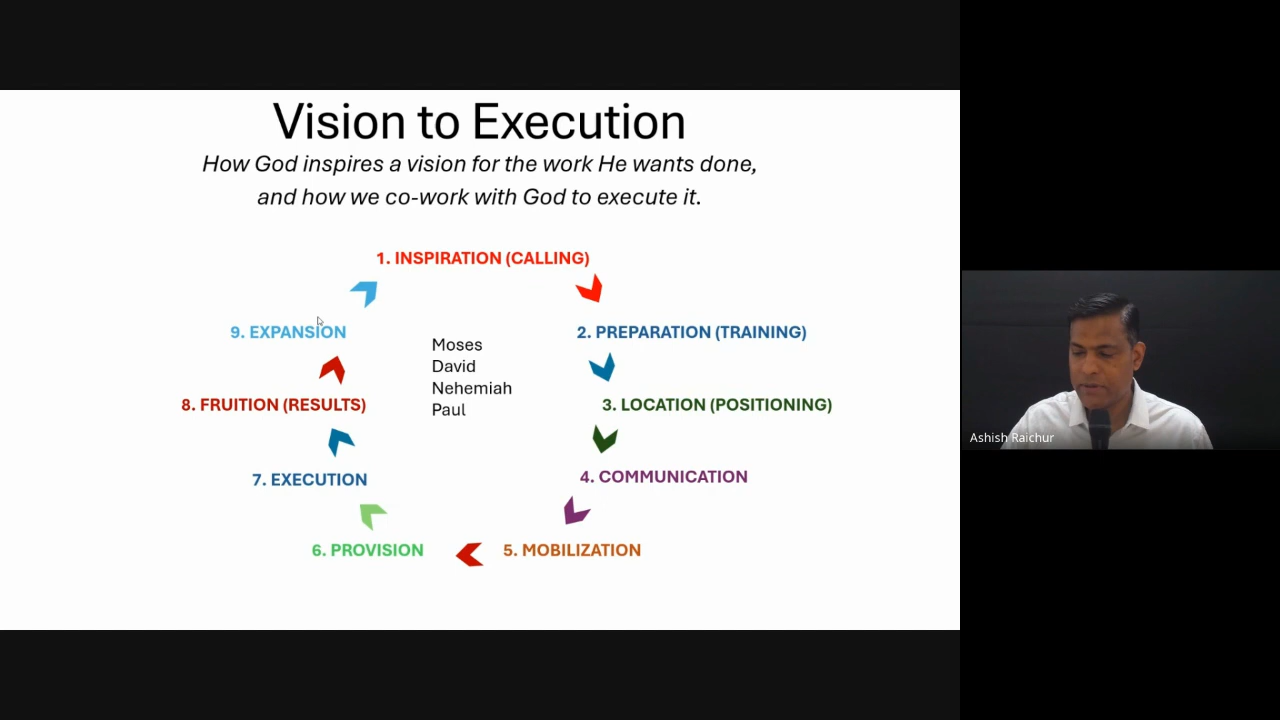 Vision to Execution
How God inspires a vision for the work He wants done,
and how we co-work with God to execute it.
1. INSPIRATION (CALLING)
2. PREPARATION (TRAINING)
3. LOCATION (POSITIONING)
4. COMMUNICATION
5. MOBILIZATION
6. PROVISION
7. EXECUTION
8. FRUITION (RESULTS)
9. EXPANSION
Moses
David
Nehemiah
Paul
Ashish Raichur